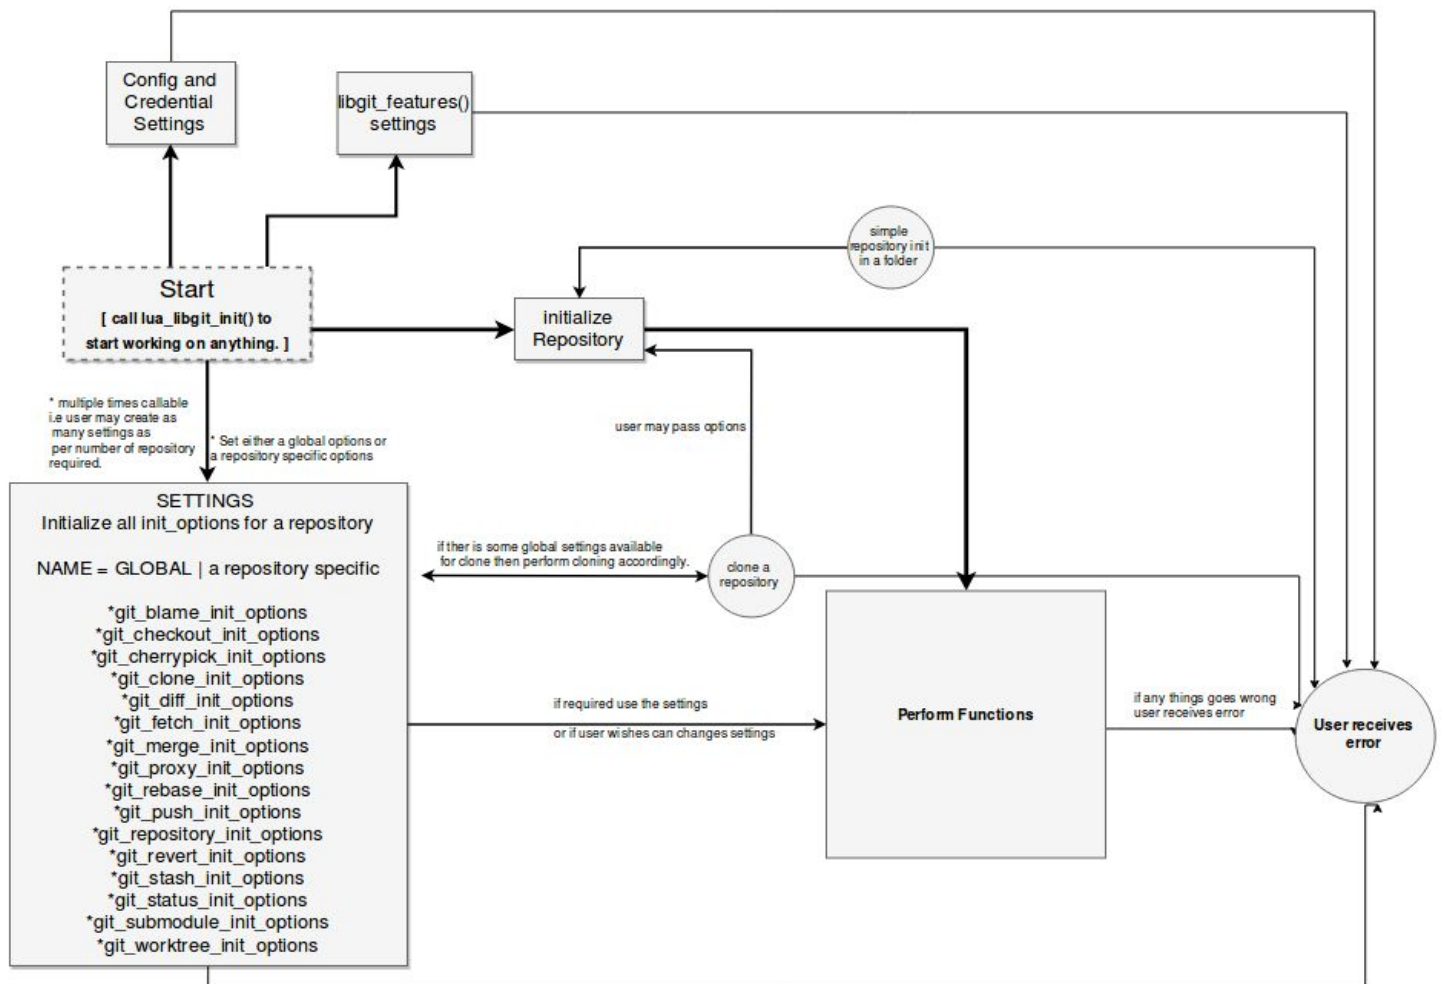 Config and
Credential
Settings
libgit_features()
settings
simple
repository init
in a folder
Start
[ call lua_libgit_init() to
start working on anything. ]
initialize
Repository
* multiple times callable
i.e user may create as
many settings as
per number of repository
required.
* Set either a global options or
a repository specific options
user may pass options
SETTINGS
Initialize all init_options for a repository
NAME = GLOBAL | a repository specific
*git_blame_init_options
*git_checkout_init_options
*git_cherrypick_init_options
*git_clone_init_options
*git_diff_init_options
*git_fetch_init_options
*git_merge_init_options
*git_proxy_init_options
*git_rebase_init_options
*git_push_init_options
*git_repository_init_options
*git_revert_init_options
*git_stash_init_options
*git_status_init_options
*git_submodule_init_options
*git_worktree_init_options
if ther is some global settings available
for clone then perform cloning accordingly.
clone a
repository
if required use the settings
or if user wishes can changes settings
Perform Functions
if any things goes wrong
user receives error
User receives
error